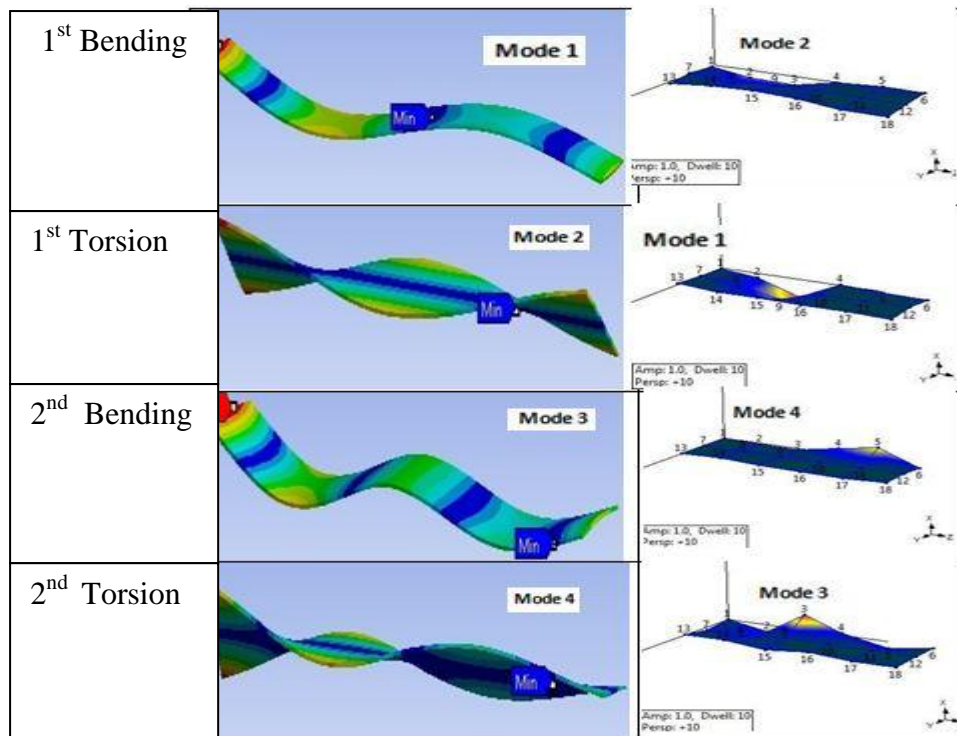 1st Bending
Mode 1
Min
Mode 2
1
7
13
2
9
3
4
5
6
15
16
12
17
18
Amp: 1.0, Dwell: 10
Persp: +10
X
Y
1st Torsion
Mode 2
Min
Mode 1
1
7
13
2
4
14
15
9
16
17
12
6
18
Amp: 1.0, Dwell: 10
Persp: +10
X
Y
2nd Bending
Mode 3
Min
Mode 4
1
7
13
2
3
4
5
15
16
17
12
6
18
Amp: 1.0, Dwell: 10
Persp: +10
X
Y
Z
2nd Torsion
Mode 4
Min
Mode 3
1
7
13
2
3
4
15
16
17
12
6
18
Amp: 1.0, Dwell: 10
Persp: +10
X
Y